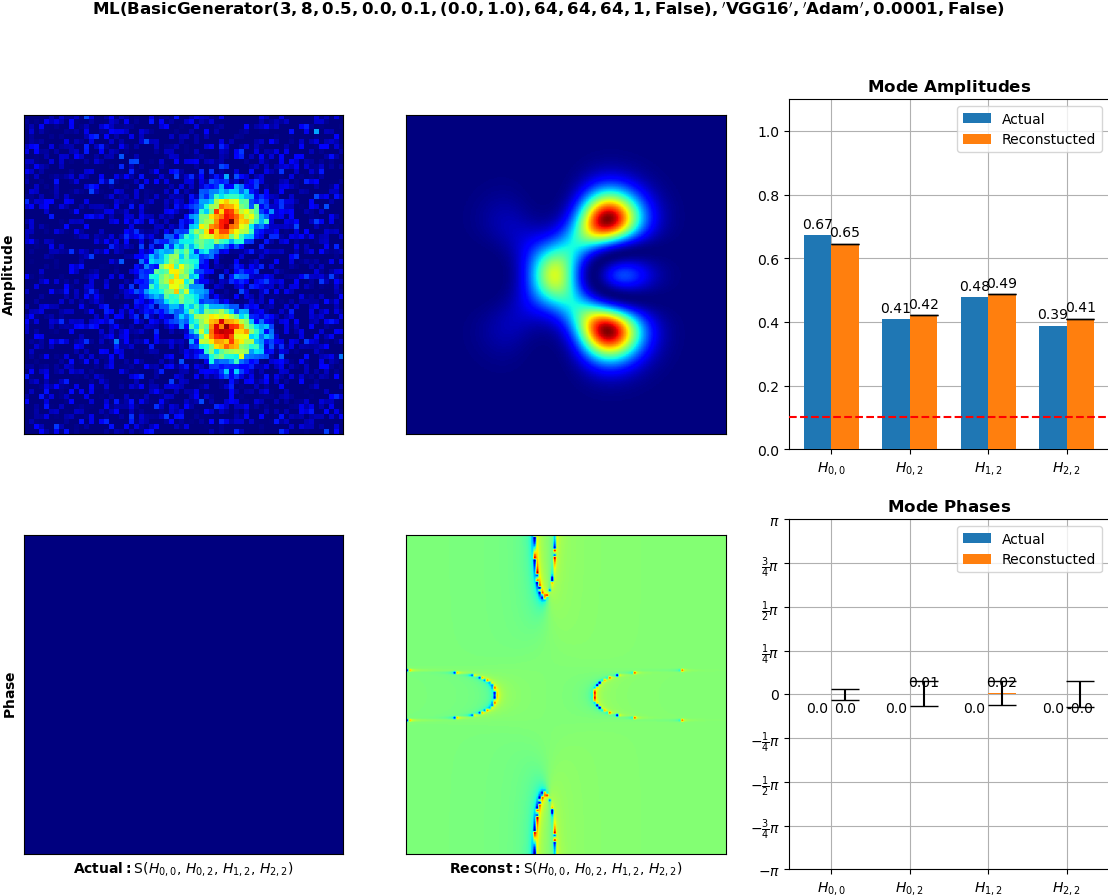 ML(BasicGenerator(3, 8, 0.5, 0.0, 0.1, (0.0, 1.0), 64, 64, 64, 1, False), ′VGG16′, ′Adam′, 0.0001, False)
Amplitude
Mode Amplitudes
Actual
Reconstucted
1.0
0.8
0.6
0.4
0.2
0.0
0.67
0.65
0.41
0.42
0.48
0.49
0.39
0.41
H0,0
H0,2
H1,2
H2,2
Phase
Actual: S(H0,0, H0,2, H1,2, H2,2)
Reconst: S(H0,0, H0,2, H1,2, H2,2)
Mode Phases
Actual
Reconstucted
π
3/4π
1/2π
1/4π
0
−1/4π
−1/2π
−3/4π
−π
0.0
0.0
0.0
0.01
0.0
0.02
0.0
-0.0
H0,0
H0,2
H1,2
H2,2